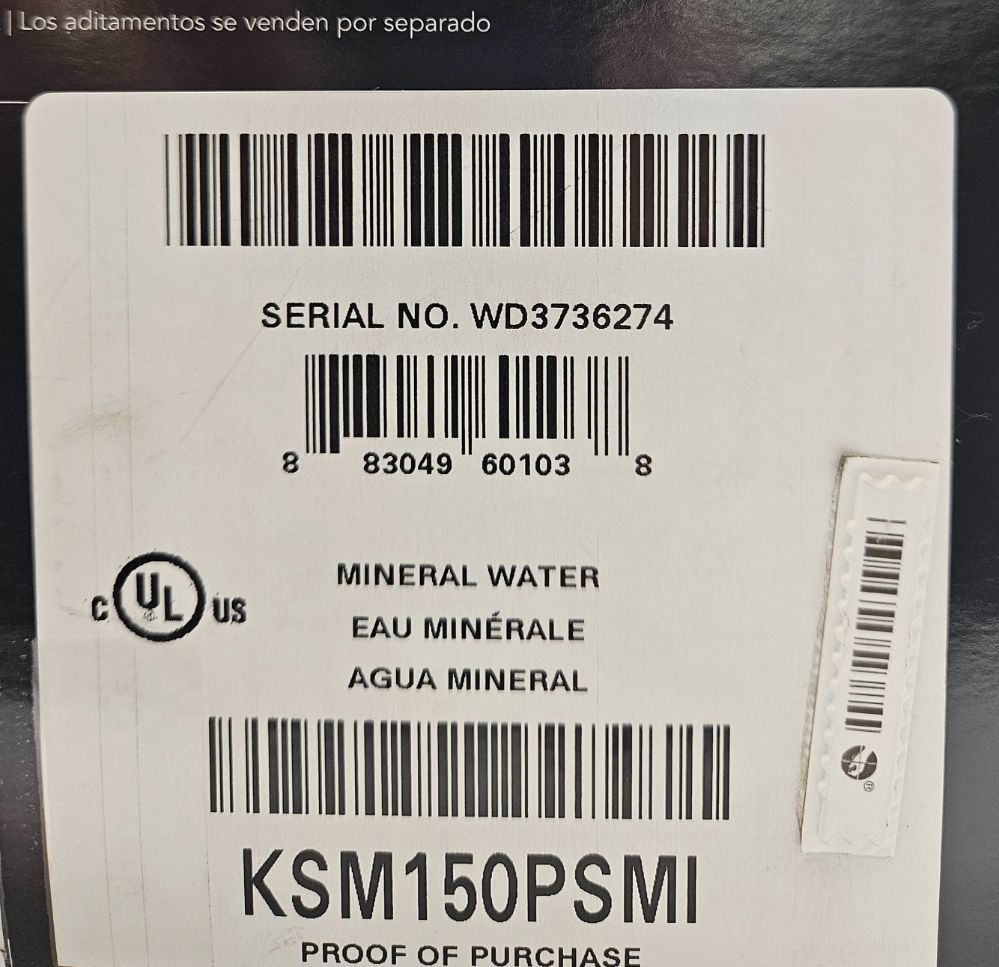 | Los aditamentos se venden por separado
SERIAL NO. WD3736274
8 83049 60103 8
C UL US
MINERAL WATER
EAU MINÉRALE
AGUA MINERAL
KSM150PSMI
PROOF OF PURCHASE